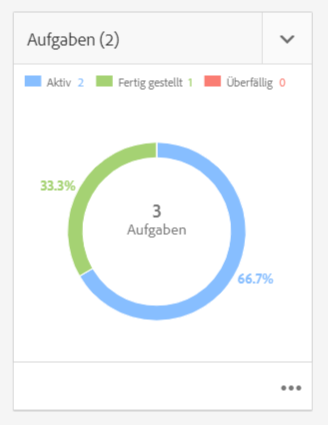 Aufgaben (2)
Aktiv 2 Fertig gestellt 1 Überfällig 0
33.3%
3
Aufgaben
66.7%